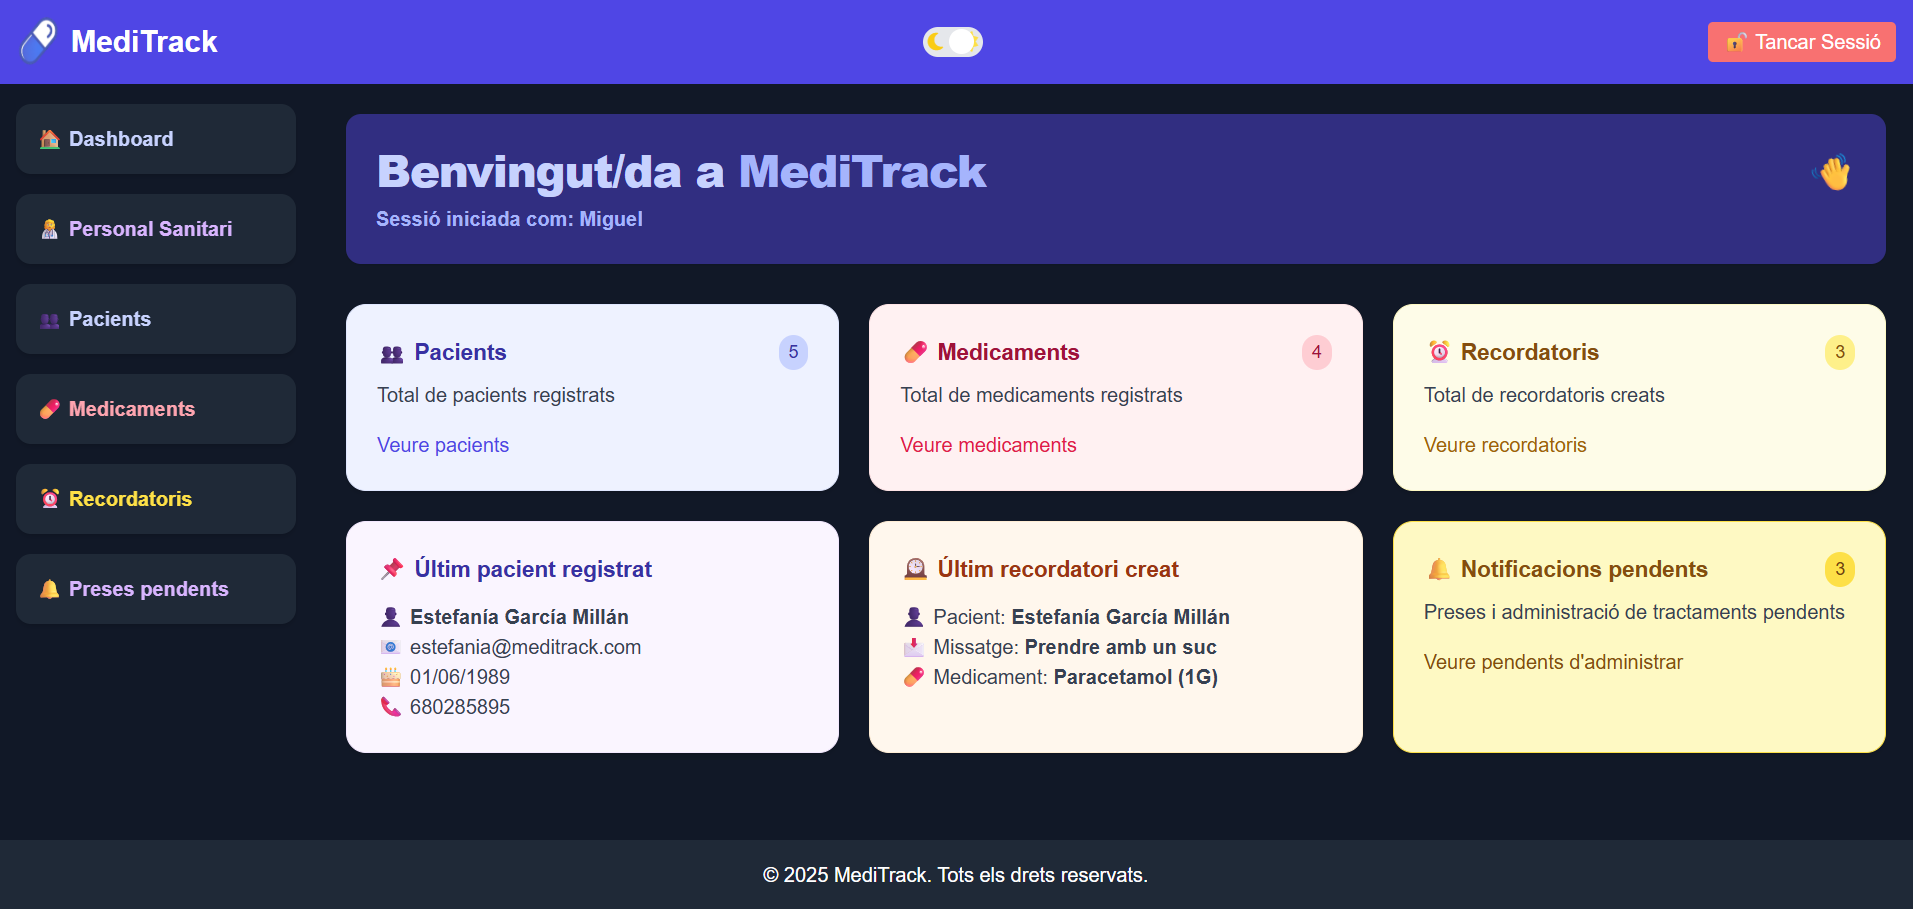 MediTrack
Tancar Sessió
Dashboard
Personal Sanitari
Pacients
Medicaments
Recordatoris
Preses pendents
Benvingut/da a MediTrack
Sessió iniciada com: Miguel
Pacients 5
Total de pacients registrats
Veure pacients
Medicaments 4
Total de medicaments registrats
Veure medicaments
Recordatoris 3
Total de recordatoris creats
Veure recordatoris
Últim pacient registrat
Estefanía García Millán
estefania@meditrack.com
01/06/1989
680285895
Últim recordatori creat
Pacient: Estefanía García Millán
Missatge: Prendre amb un suc
Medicament: Paracetamol (1G)
Notificacions pendents 3
Preses i administració de tractaments pendents
Veure pendents d'administrar
© 2025 MediTrack. Tots els drets reservats.